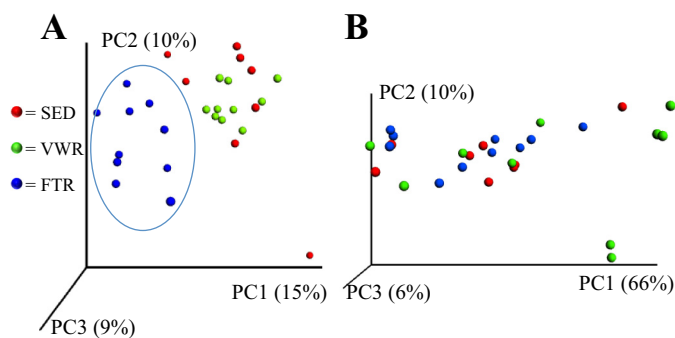 A
PC2 (10%)
= SED
= VWR
= FTR
PC1 (15%)
PC3 (9%)
B
PC2 (10%)
PC1 (66%)
PC3 (6%)